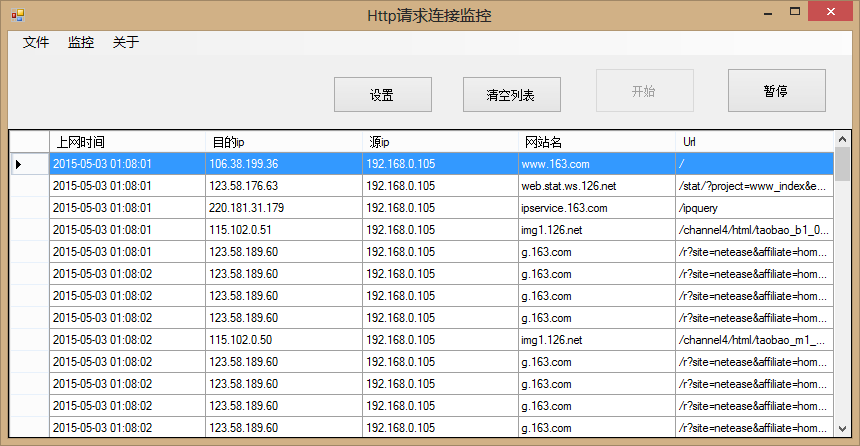 Http请求连接监控
文件 监控 关于
设置 清空列表 开始 暂停
上网时间 目的ip 源ip 网站名 Url
2015-05-03 01:08:01 106.38.199.36 192.168.0.105 www.163.com /
2015-05-03 01:08:01 123.58.176.63 192.168.0.105 web.stat.ws.126.net /stat/?project=www_index&e...
2015-05-03 01:08:01 220.181.31.179 192.168.0.105 ipservice.163.com /ipquery
2015-05-03 01:08:01 115.102.0.51 192.168.0.105 img1.126.net /channel4/html/taobao_b1_0...
2015-05-03 01:08:01 123.58.189.60 192.168.0.105 g.163.com /r?site=netease&affiliate=hom...
2015-05-03 01:08:02 123.58.189.60 192.168.0.105 g.163.com /r?site=netease&affiliate=hom...
2015-05-03 01:08:02 123.58.189.60 192.168.0.105 g.163.com /r?site=netease&affiliate=hom...
2015-05-03 01:08:02 123.58.189.60 192.168.0.105 g.163.com /r?site=netease&affiliate=hom...
2015-05-03 01:08:02 115.102.0.50 192.168.0.105 img1.126.net /channel4/html/taobao_m1_...
2015-05-03 01:08:02 123.58.189.60 192.168.0.105 g.163.com /r?site=netease&affiliate=hom...
2015-05-03 01:08:02 123.58.189.60 192.168.0.105 g.163.com /r?site=netease&affiliate=hom...
2015-05-03 01:08:02 123.58.189.60 192.168.0.105 g.163.com /r?site=netease&affiliate=hom...
2015-05-03 01:08:02 123.58.189.60 192.168.0.105 g.163.com /r?site=netease&affiliate=hom...